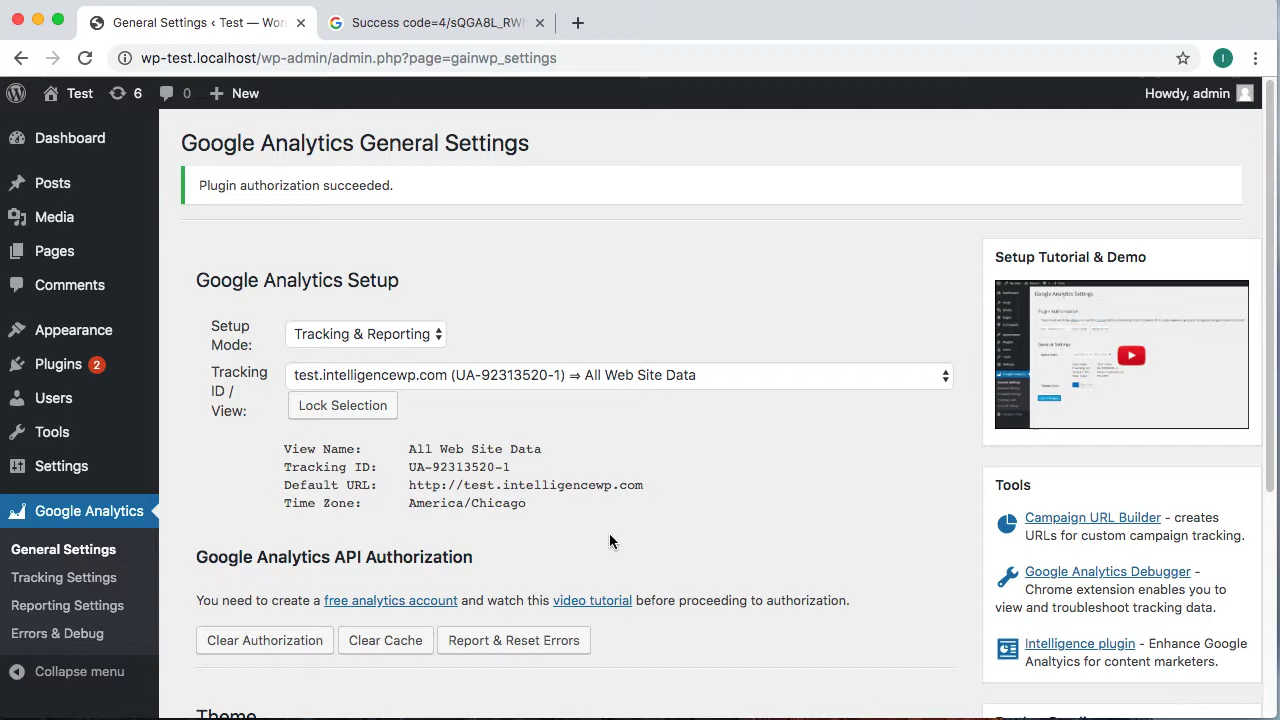 General Settings ‹ Test — Wor
Success code=4/sQGA8L_RWh
wp-test.localhost/wp-admin/admin.php?page=gainwp_settings
I
Test 6 0 New
Howdy, admin
Dashboard
Posts
Media
Pages
Comments
Appearance
Plugins 2
Users
Tools
Settings
Google Analytics
General Settings
Tracking Settings
Reporting Settings
Errors & Debug
Collapse menu
Google Analytics General Settings
Plugin authorization succeeded.
Google Analytics Setup
Setup
Mode:
Tracking & Reporting
Tracking
ID /
View:
test.intelligencewp.com (UA-92313520-1) ⇒ All Web Site Data
Lock Selection
View Name: All Web Site Data
Tracking ID: UA-92313520-1
Default URL: http://test.intelligencewp.com
Time Zone: America/Chicago
Google Analytics API Authorization
You need to create a free analytics account and watch this video tutorial before proceeding to authorization.
Clear Authorization
Clear Cache
Report & Reset Errors
Theme
Setup Tutorial & Demo
Google Analytics Settings
Plugin Authorization
General Settings
Tools
Campaign URL Builder - creates
URLs for custom campaign tracking.
Google Analytics Debugger -
Chrome extension enables you to
view and troubleshoot tracking data.
Intelligence plugin - Enhance Google
Analtyics for content marketers.